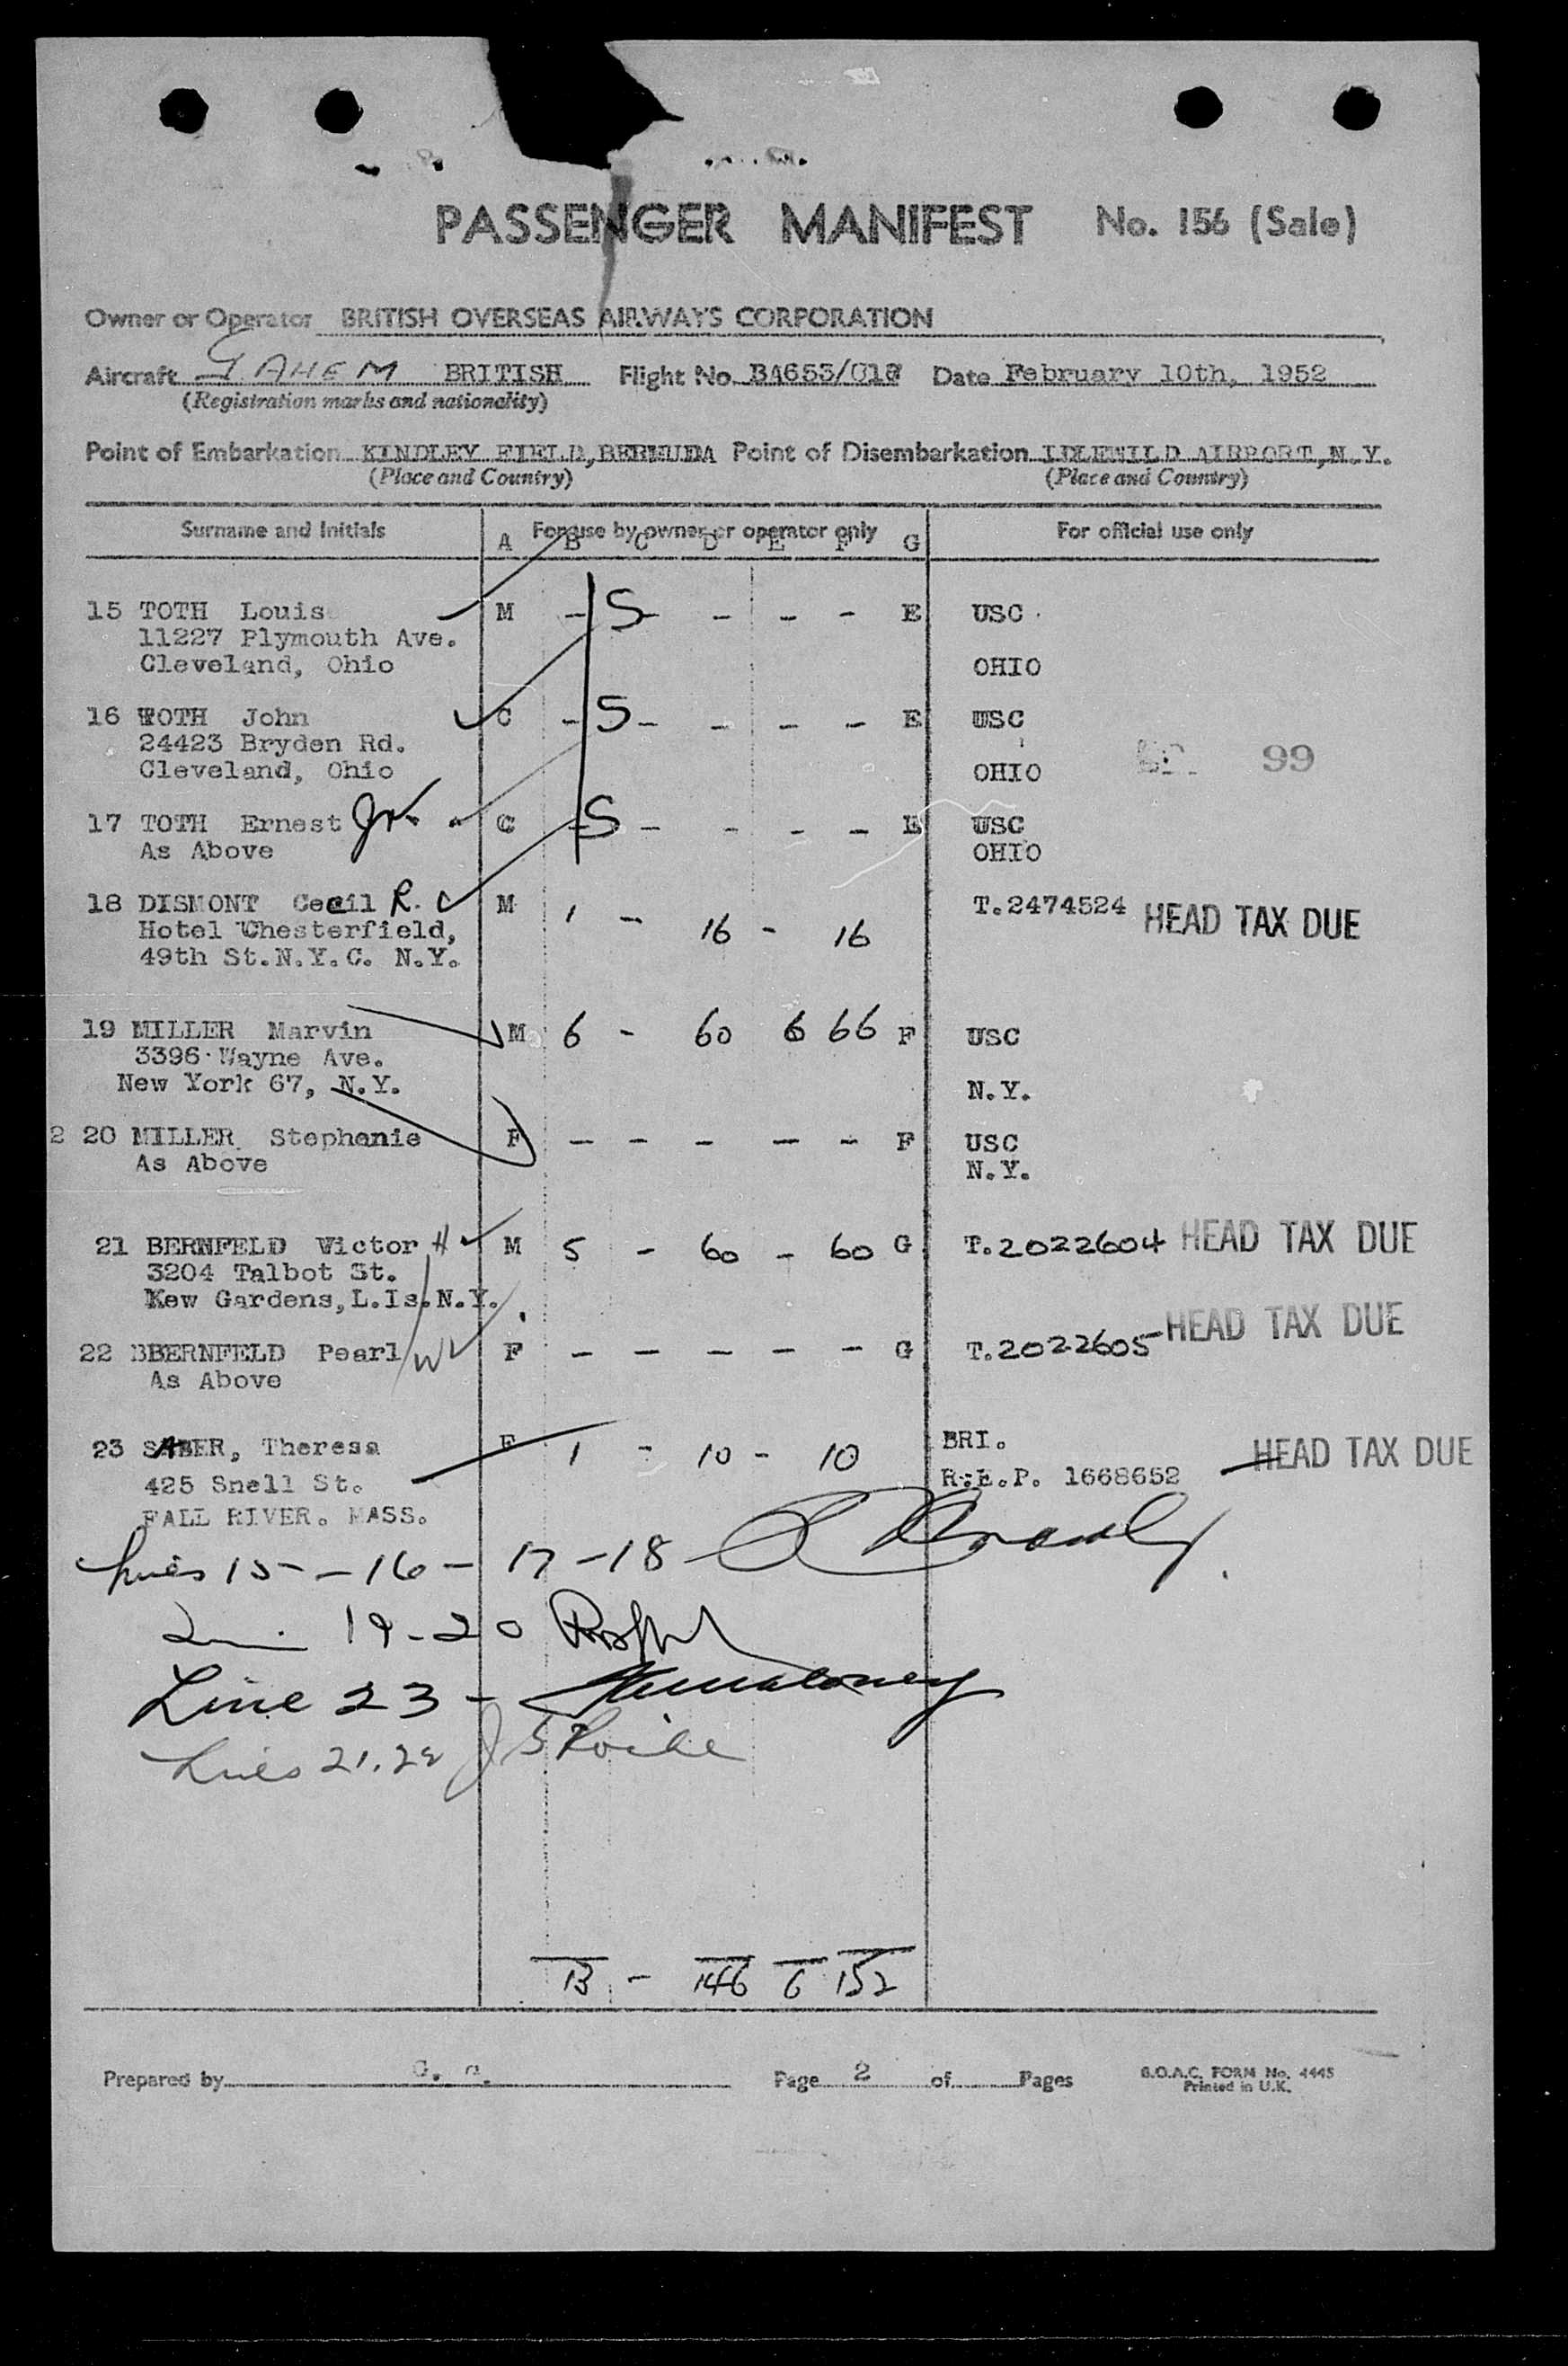 PASSENGER MANIFEST No. 156 (Sale)
Owner or Operator BRITISH OVERSEAS AIRWAYS CORPORATION
Aircraft G AHEM BRITISH Flight No. BA653/018 Date February 10th, 1952
(Registration marks and nationality)
Point of Embarkation KINDLEY FIELD, BERMUDA Point of Disembarkation IDLEWILD AIRPORT, N.Y.
(Place and Country) (Place and Country)
Surname and Initials For use by owner or operator only For official use only
A B C D E F G
15 TOTH Louis M - S - - - E USC
11227 Plymouth Ave.
Cleveland, Ohio OHIO
16 TOTH John C - S - - - - E USC
24423 Bryden Rd.
Cleveland, Ohio OHIO 99
17 TOTH Ernest Jr. C - S - - - - E USC
As Above OHIO
18 DISMONT Cecil R. M 1 - 16 - 16 T.2474524 HEAD TAX DUE
Hotel Chesterfield,
49th St.N.Y.C. N.Y.
19 MILLER Marvin M 6 - 60 6 66 F USC
3396 Wayne Ave.
New York 67, N.Y. N.Y.
2 20 MILLER Stephanie F - - - - - F USC
As Above N.Y.
21 BERNFELD Victor H M 5 - 60 - 60 G T.2022604 HEAD TAX DUE
3204 Talbot St.
Kew Gardens, L.Is.N.Y.
22 BBERNFELD Pearl W F - - - - - G T.2022605 HEAD TAX DUE
As Above
23 SABER, Theresa F 1 - 10 - 10 BRI. HEAD TAX DUE
425 Snell St. R.E.P. 1668652
FALL RIVER. MASS.
Lines 15 - 16 - 17 - 18
19 - 20
Line 23 -
Lines 21. 22
13 - 146 6 152
Prepared by Page 2 of Pages B.O.A.C. FORM No. 4445
Printed in U.K.